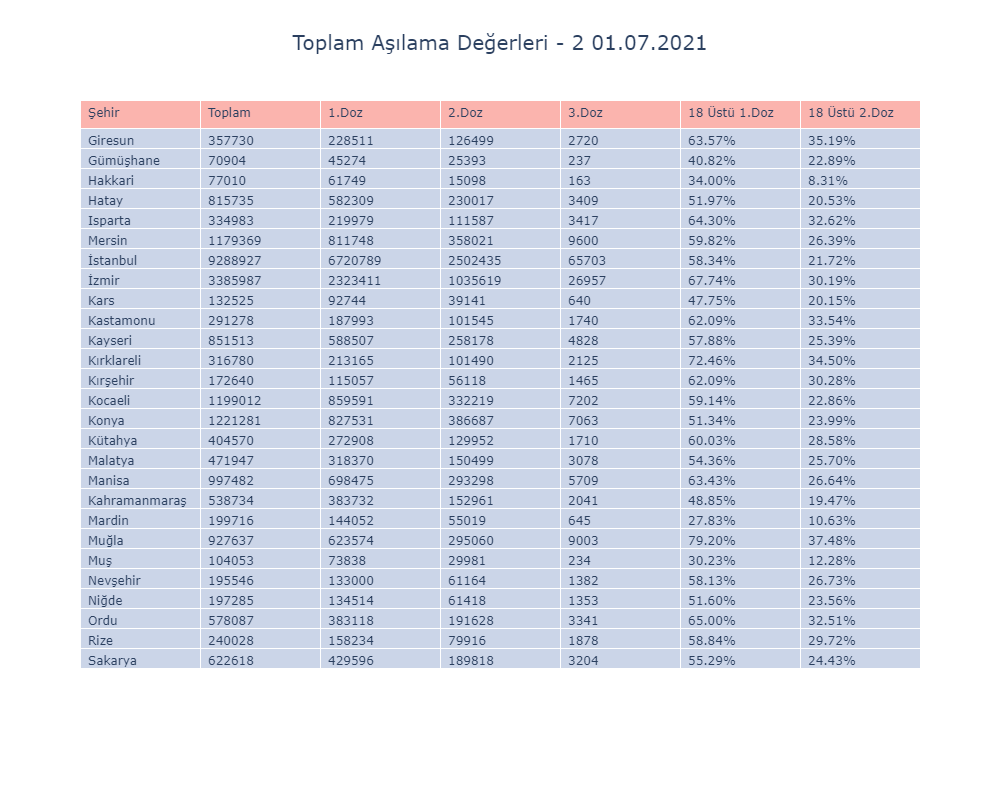 Toplam Aşılama Değerleri - 2 01.07.2021
Şehir Toplam 1.Doz 2.Doz 3.Doz 18 Üstü 1.Doz 18 Üstü 2.Doz
Giresun 357730 228511 126499 2720 63.57% 35.19%
Gümüşhane 70904 45274 25393 237 40.82% 22.89%
Hakkari 77010 61749 15098 163 34.00% 8.31%
Hatay 815735 582309 230017 3409 51.97% 20.53%
Isparta 334983 219979 111587 3417 64.30% 32.62%
Mersin 1179369 811748 358021 9600 59.82% 26.39%
İstanbul 9288927 6720789 2502435 65703 58.34% 21.72%
İzmir 3385987 2323411 1035619 26957 67.74% 30.19%
Kars 132525 92744 39141 640 47.75% 20.15%
Kastamonu 291278 187993 101545 1740 62.09% 33.54%
Kayseri 851513 588507 258178 4828 57.88% 25.39%
Kırklareli 316780 213165 101490 2125 72.46% 34.50%
Kırşehir 172640 115057 56118 1465 62.09% 30.28%
Kocaeli 1199012 859591 332219 7202 59.14% 22.86%
Konya 1221281 827531 386687 7063 51.34% 23.99%
Kütahya 404570 272908 129952 1710 60.03% 28.58%
Malatya 471947 318370 150499 3078 54.36% 25.70%
Manisa 997482 698475 293298 5709 63.43% 26.64%
Kahramanmaraş 538734 383732 152961 2041 48.85% 19.47%
Mardin 199716 144052 55019 645 27.83% 10.63%
Muğla 927637 623574 295060 9003 79.20% 37.48%
Muş 104053 73838 29981 234 30.23% 12.28%
Nevşehir 195546 133000 61164 1382 58.13% 26.73%
Niğde 197285 134514 61418 1353 51.60% 23.56%
Ordu 578087 383118 191628 3341 65.00% 32.51%
Rize 240028 158234 79916 1878 58.84% 29.72%
Sakarya 622618 429596 189818 3204 55.29% 24.43%